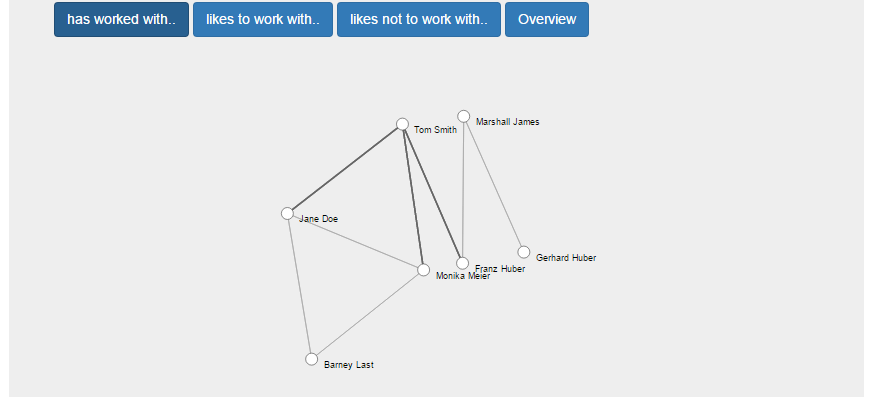 has worked with.. likes to work with.. likes not to work with.. Overview
Marshall James
Tom Smith
Jane Doe
Gerhard Huber
Franz Huber
Monika Meier
Barney Last